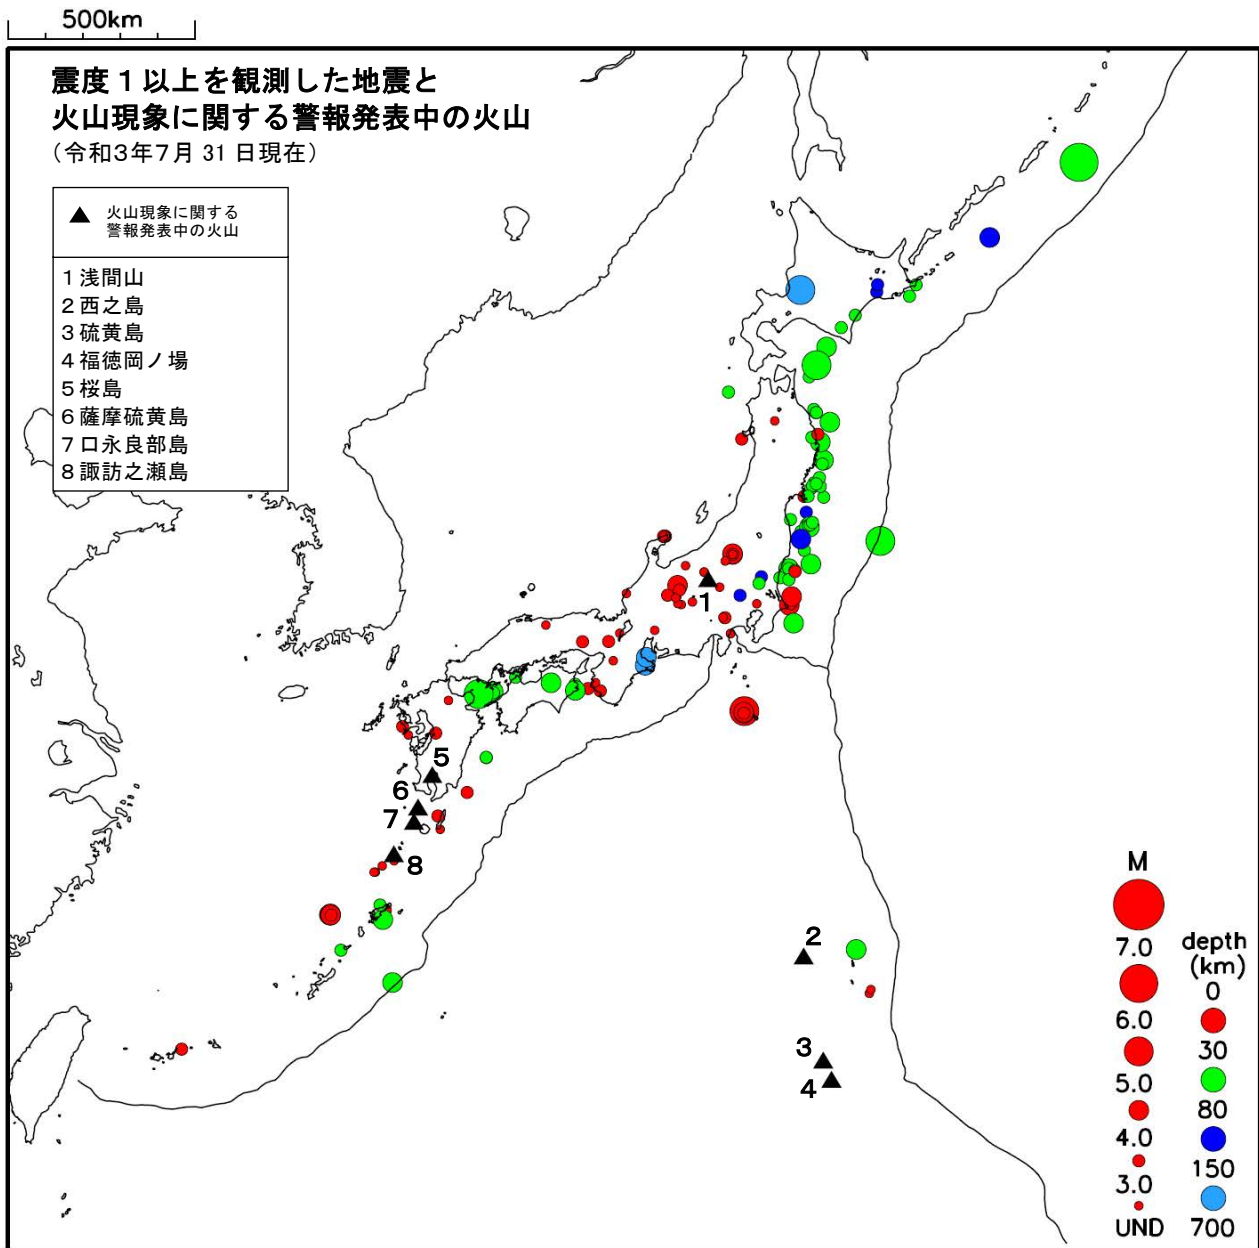 500km
震度１以上を観測した地震と
火山現象に関する警報発表中の火山
（令和3年7月 31 日現在）
▲ 火山現象に関する
警報発表中の火山
１浅間山
２西之島
３硫黄島
４福徳岡ノ場
５桜島
６薩摩硫黄島
７口永良部島
８諏訪之瀬島
1
5
6
7
8
2
3
4
M
7.0
6.0
5.0
4.0
3.0
UND
depth
(km)
0
30
80
150
700